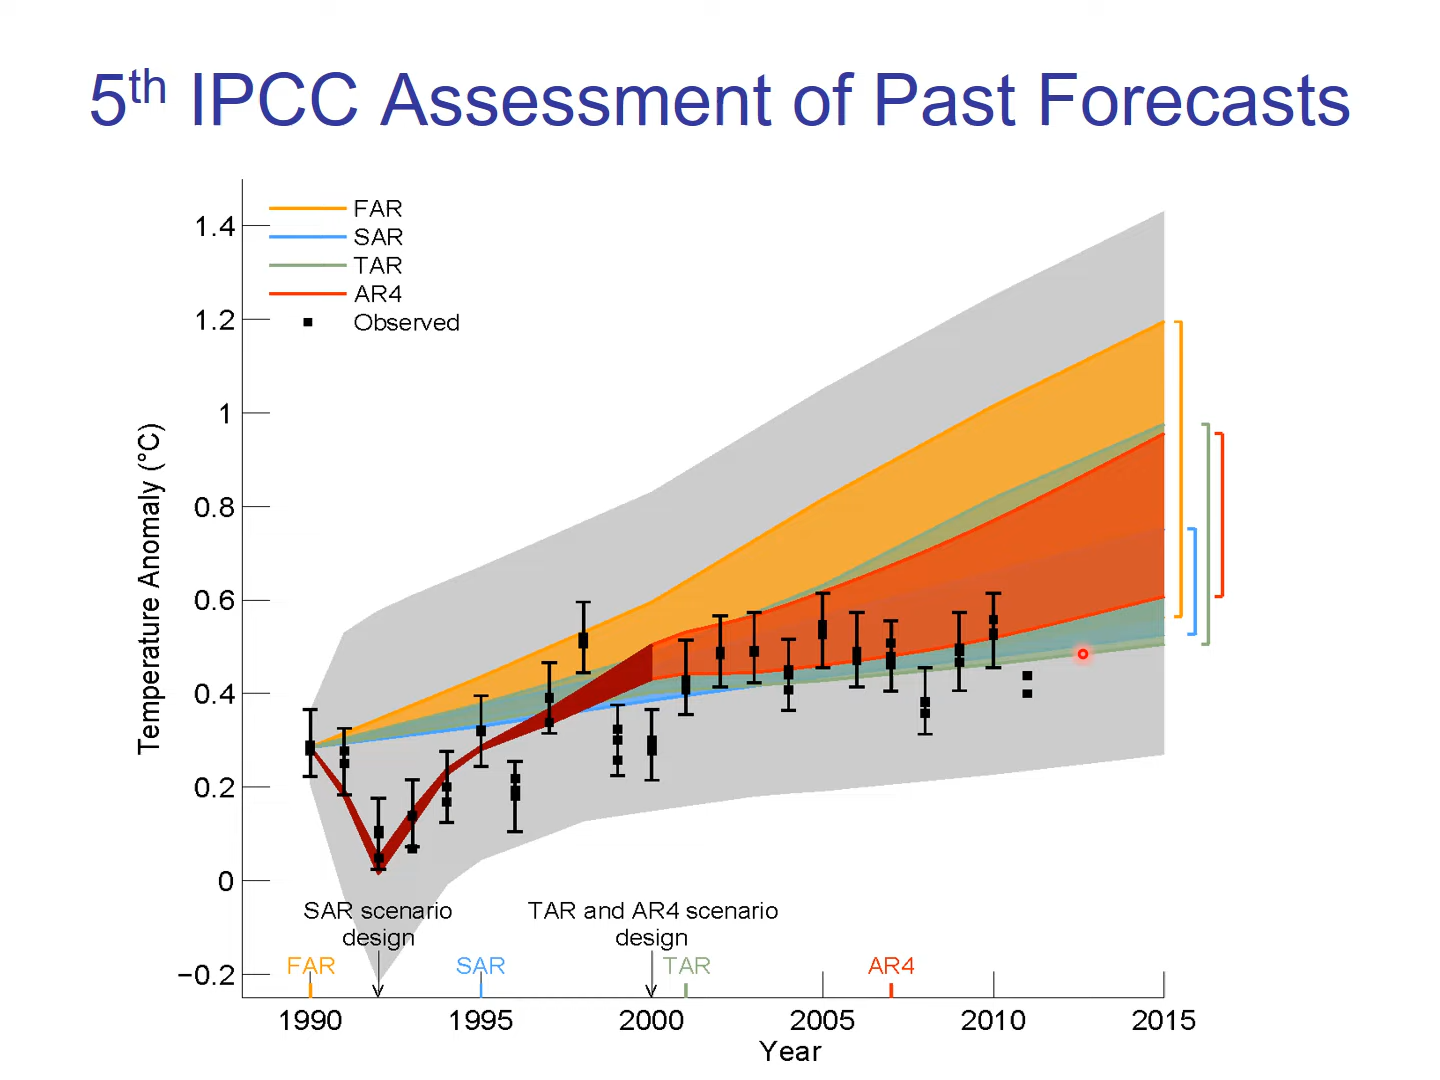 5th IPCC Assessment of Past Forecasts
FAR
SAR
TAR
AR4
Observed
1.4
1.2
1
0.8
0.6
0.4
0.2
0
−0.2
Temperature Anomaly (°C)
SAR scenario
design
TAR and AR4 scenario
design
FAR
SAR
TAR
AR4
1990
1995
2000
2005
2010
2015
Year